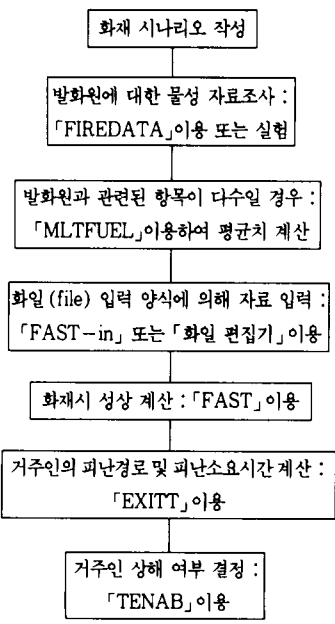 화재 시나리오 작성
발화원에 대한 물성 자료조사 :
「FIREDATA」이용 또는 실험
발화원과 관련된 항목이 다수일 경우 :
「MLTFUEL」이용하여 평균치 계산
화일(file) 입력 양식에 의해 자료 입력 :
「FAST-in」 또는 「화일 편집기」이용
화재시 성상 계산 :「FAST」이용
거주인의 피난경로 및 피난소요시간 계산 :
「EXITT」이용
거주인 상해 여부 결정 :
「TENAB」이용